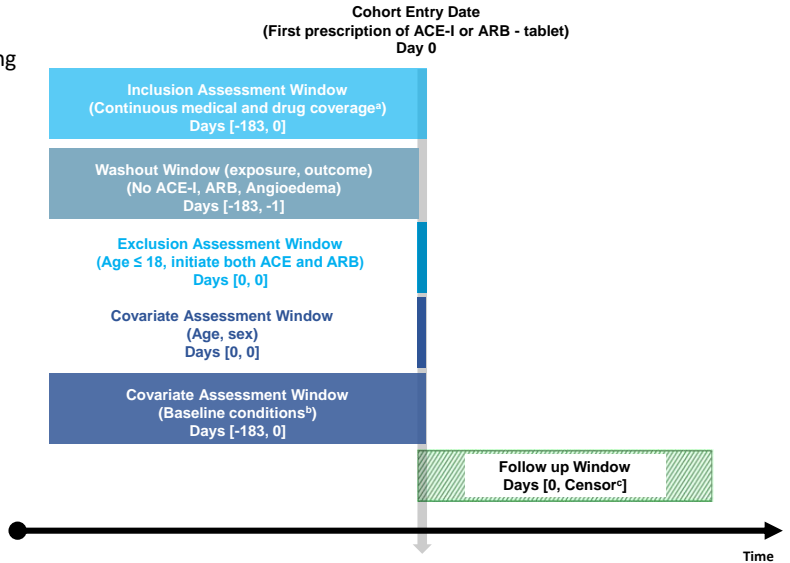 Cohort Entry Date
(First prescription of ACE-I or ARB - tablet)
Day 0
ng
Inclusion Assessment Window
(Continuous medical and drug coverageᵃ)
Days [-183, 0]
Washout Window (exposure, outcome)
(No ACE-I, ARB, Angioedema)
Days [-183, -1]
Exclusion Assessment Window
(Age ≤ 18, initiate both ACE and ARB)
Days [0, 0]
Covariate Assessment Window
(Age, sex)
Days [0, 0]
Covariate Assessment Window
(Baseline conditionsᵇ)
Days [-183, 0]
Follow up Window
Days [0, Censorᶜ]
Time